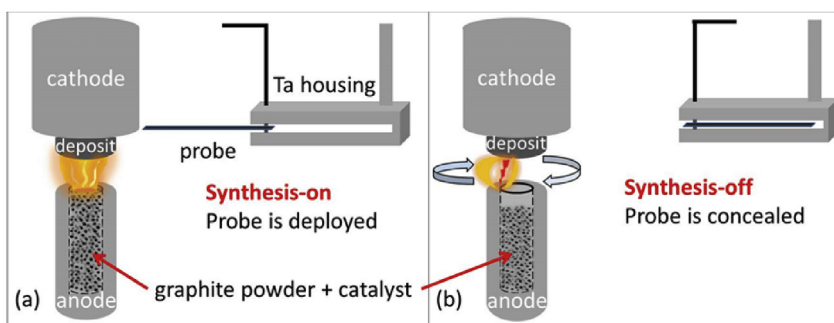 cathode
Ta housing
deposit
probe
Synthesis-on
Probe is deployed
graphite powder + catalyst
(a)
anode
cathode
deposit
Synthesis-off
Probe is concealed
(b)
anode